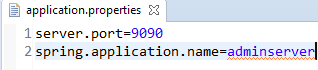 application.properties
1 server.port=9090
2 spring.application.name=adminserver